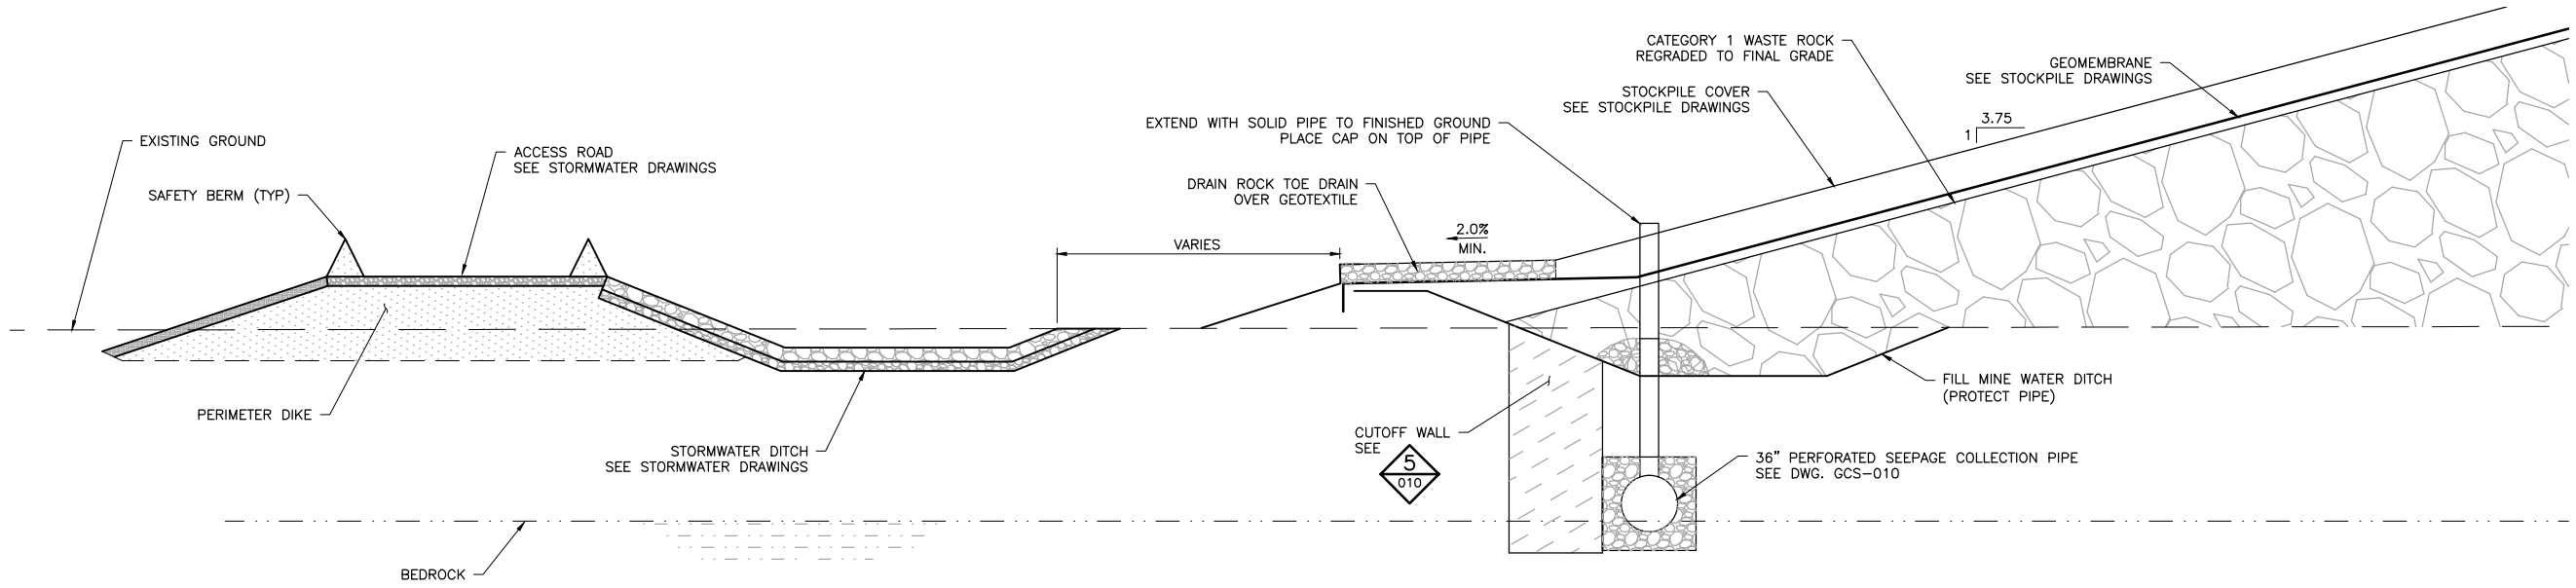 EXISTING GROUND
SAFETY BERM (TYP)
ACCESS ROAD
SEE STORMWATER DRAWINGS
PERIMETER DIKE
STORMWATER DITCH
SEE STORMWATER DRAWINGS
BEDROCK
VARIES
EXTEND WITH SOLID PIPE TO FINISHED GROUND
PLACE CAP ON TOP OF PIPE
DRAIN ROCK TOE DRAIN
OVER GEOTEXTILE
2.0%
MIN.
CATEGORY 1 WASTE ROCK
REGRADED TO FINAL GRADE
STOCKPILE COVER
SEE STOCKPILE DRAWINGS
GEOMEMBRANE
SEE STOCKPILE DRAWINGS
3.75
1
FILL MINE WATER DITCH
(PROTECT PIPE)
CUTOFF WALL
SEE
5
010
36" PERFORATED SEEPAGE COLLECTION PIPE
SEE DWG. GCS-010